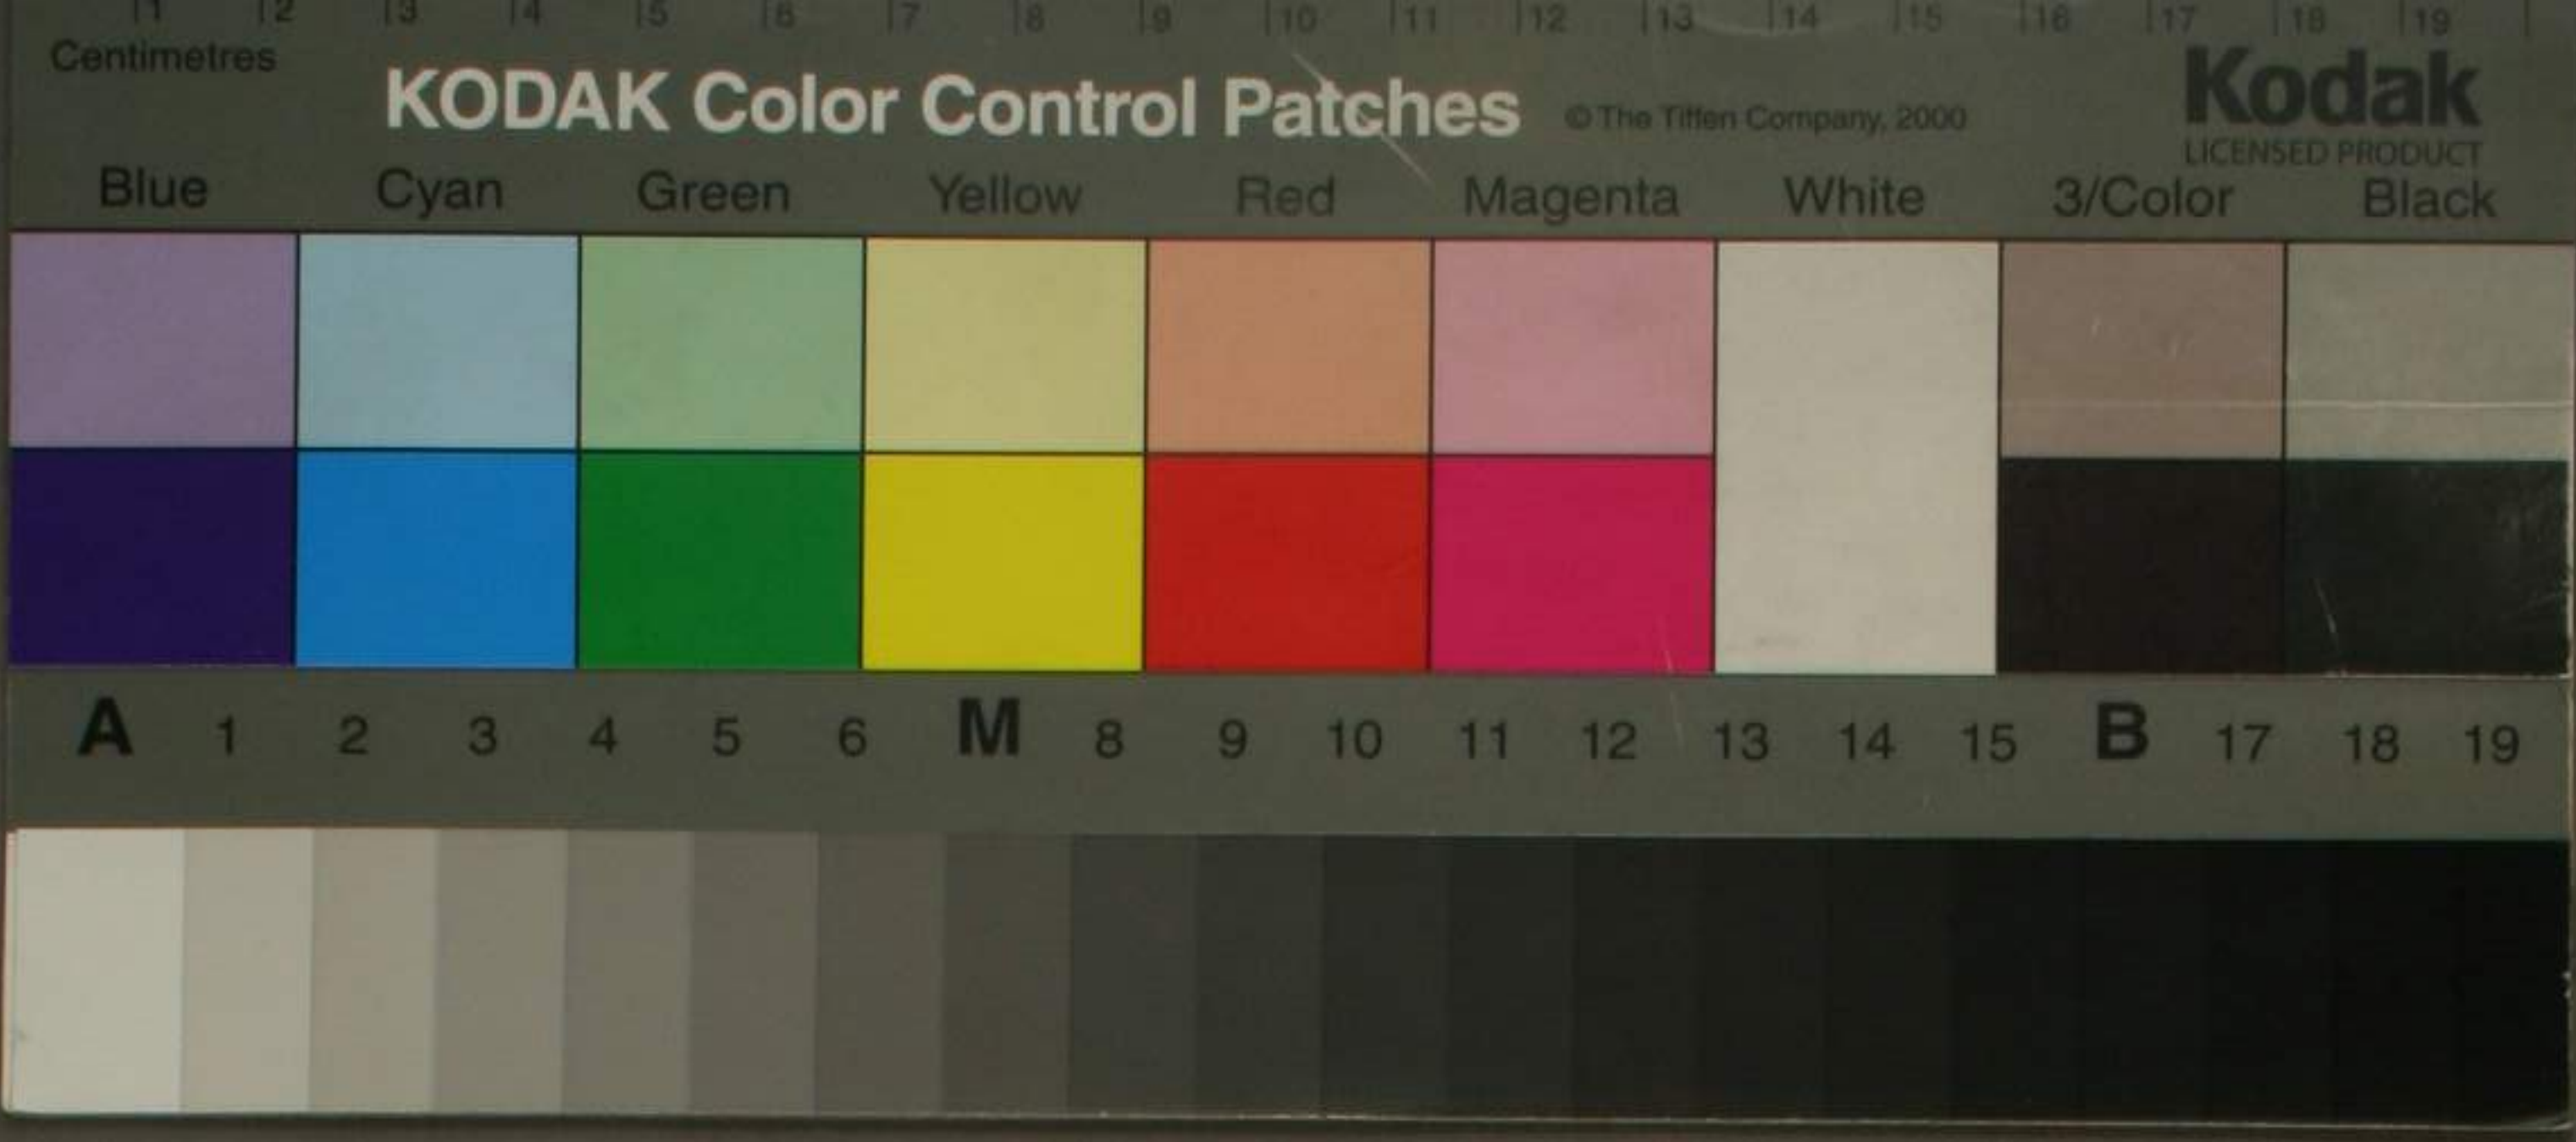 1 2 3 4 5 6 7 8 9 10 11 12 13 14 15 16 17 18 19
Centimetres
KODAK Color Control Patches
© The Tiffen Company, 2000
Kodak
LICENSED PRODUCT
Blue Cyan Green Yellow Red Magenta White 3/Color Black
A 1 2 3 4 5 6 M 8 9 10 11 12 13 14 15 B 17 18 19